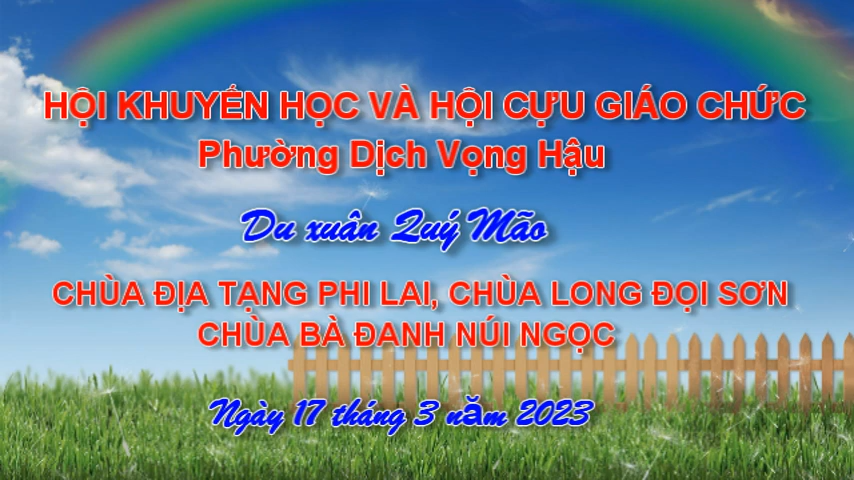 HỘI KHUYẾN HỌC VÀ HỘI CỰU GIÁO CHỨC
Phường Dịch Vọng Hậu
Du xuân Quý Mão
CHÙA ĐỊA TẠNG PHI LAI, CHÙA LONG ĐỌI SƠN
CHÙA BÀ ĐANH NÚI NGỌC
Ngày 17 tháng 3 năm 2023